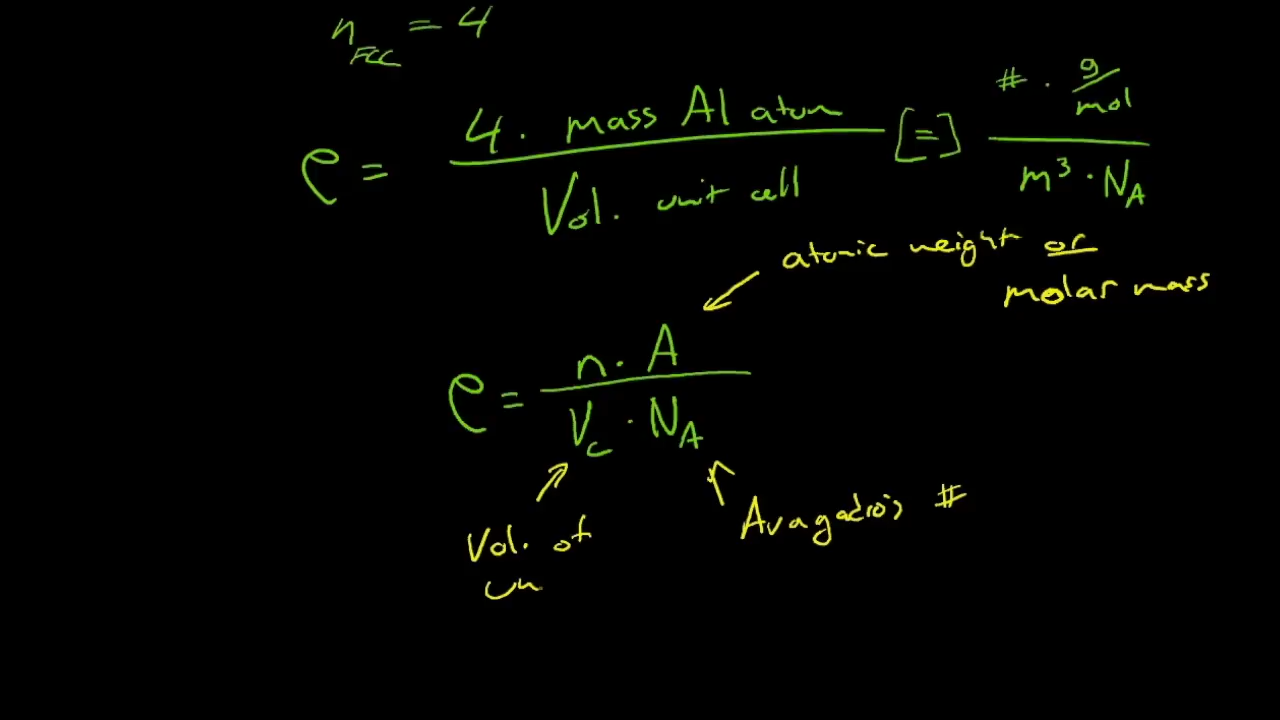 n_FCC = 4
ρ = 4 · mass Al atom / Vol. unit cell [=] # · g/mol / m³ · N_A
atomic weight or
molar mass
ρ = n · A / V_C · N_A
Avagadro's #
Vol. of
un